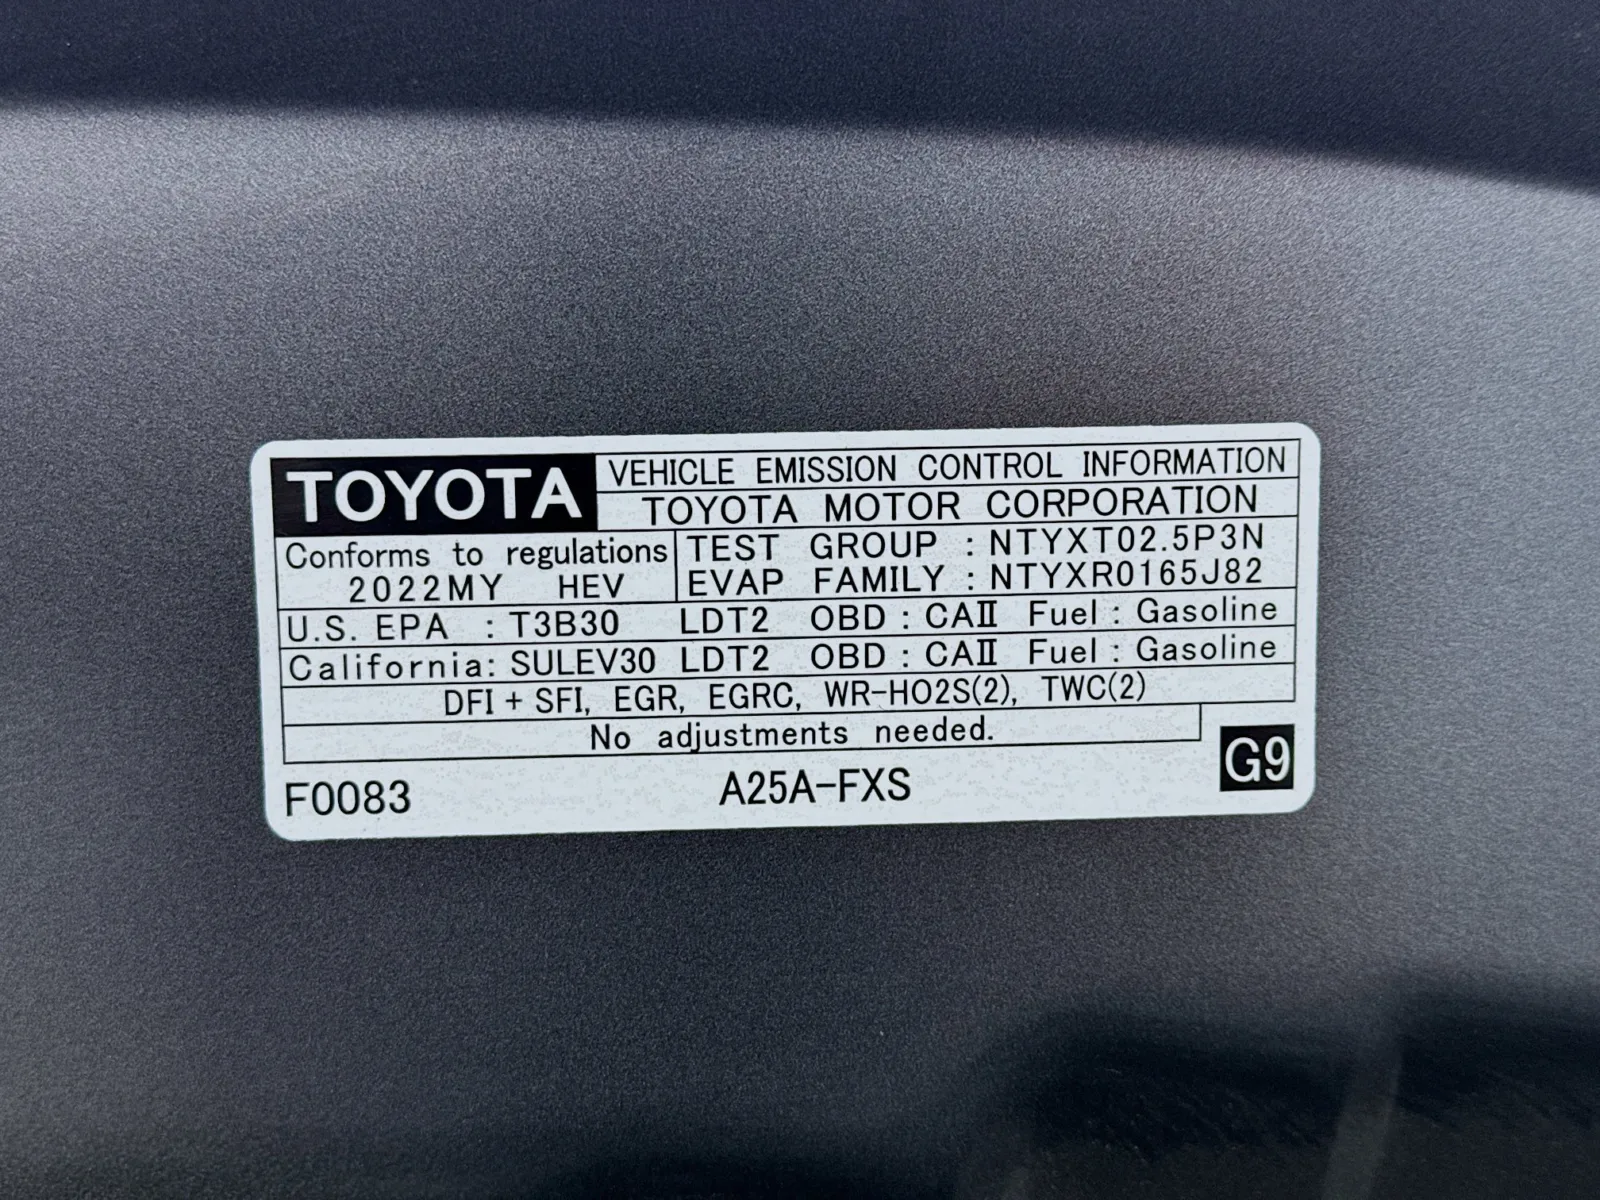 TOYOTA VEHICLE EMISSION CONTROL INFORMATION
TOYOTA MOTOR CORPORATION
Conforms to regulations TEST GROUP : NTYXT02.5P3N
2022MY HEV EVAP FAMILY : NTYXR0165J82
U.S. EPA : T3B30 LDT2 OBD : CAⅡ Fuel : Gasoline
California: SULEV30 LDT2 OBD : CAⅡ Fuel : Gasoline
DFI + SFI, EGR, EGRC, WR-HO2S(2), TWC(2)
No adjustments needed.
F0083 A25A-FXS G9